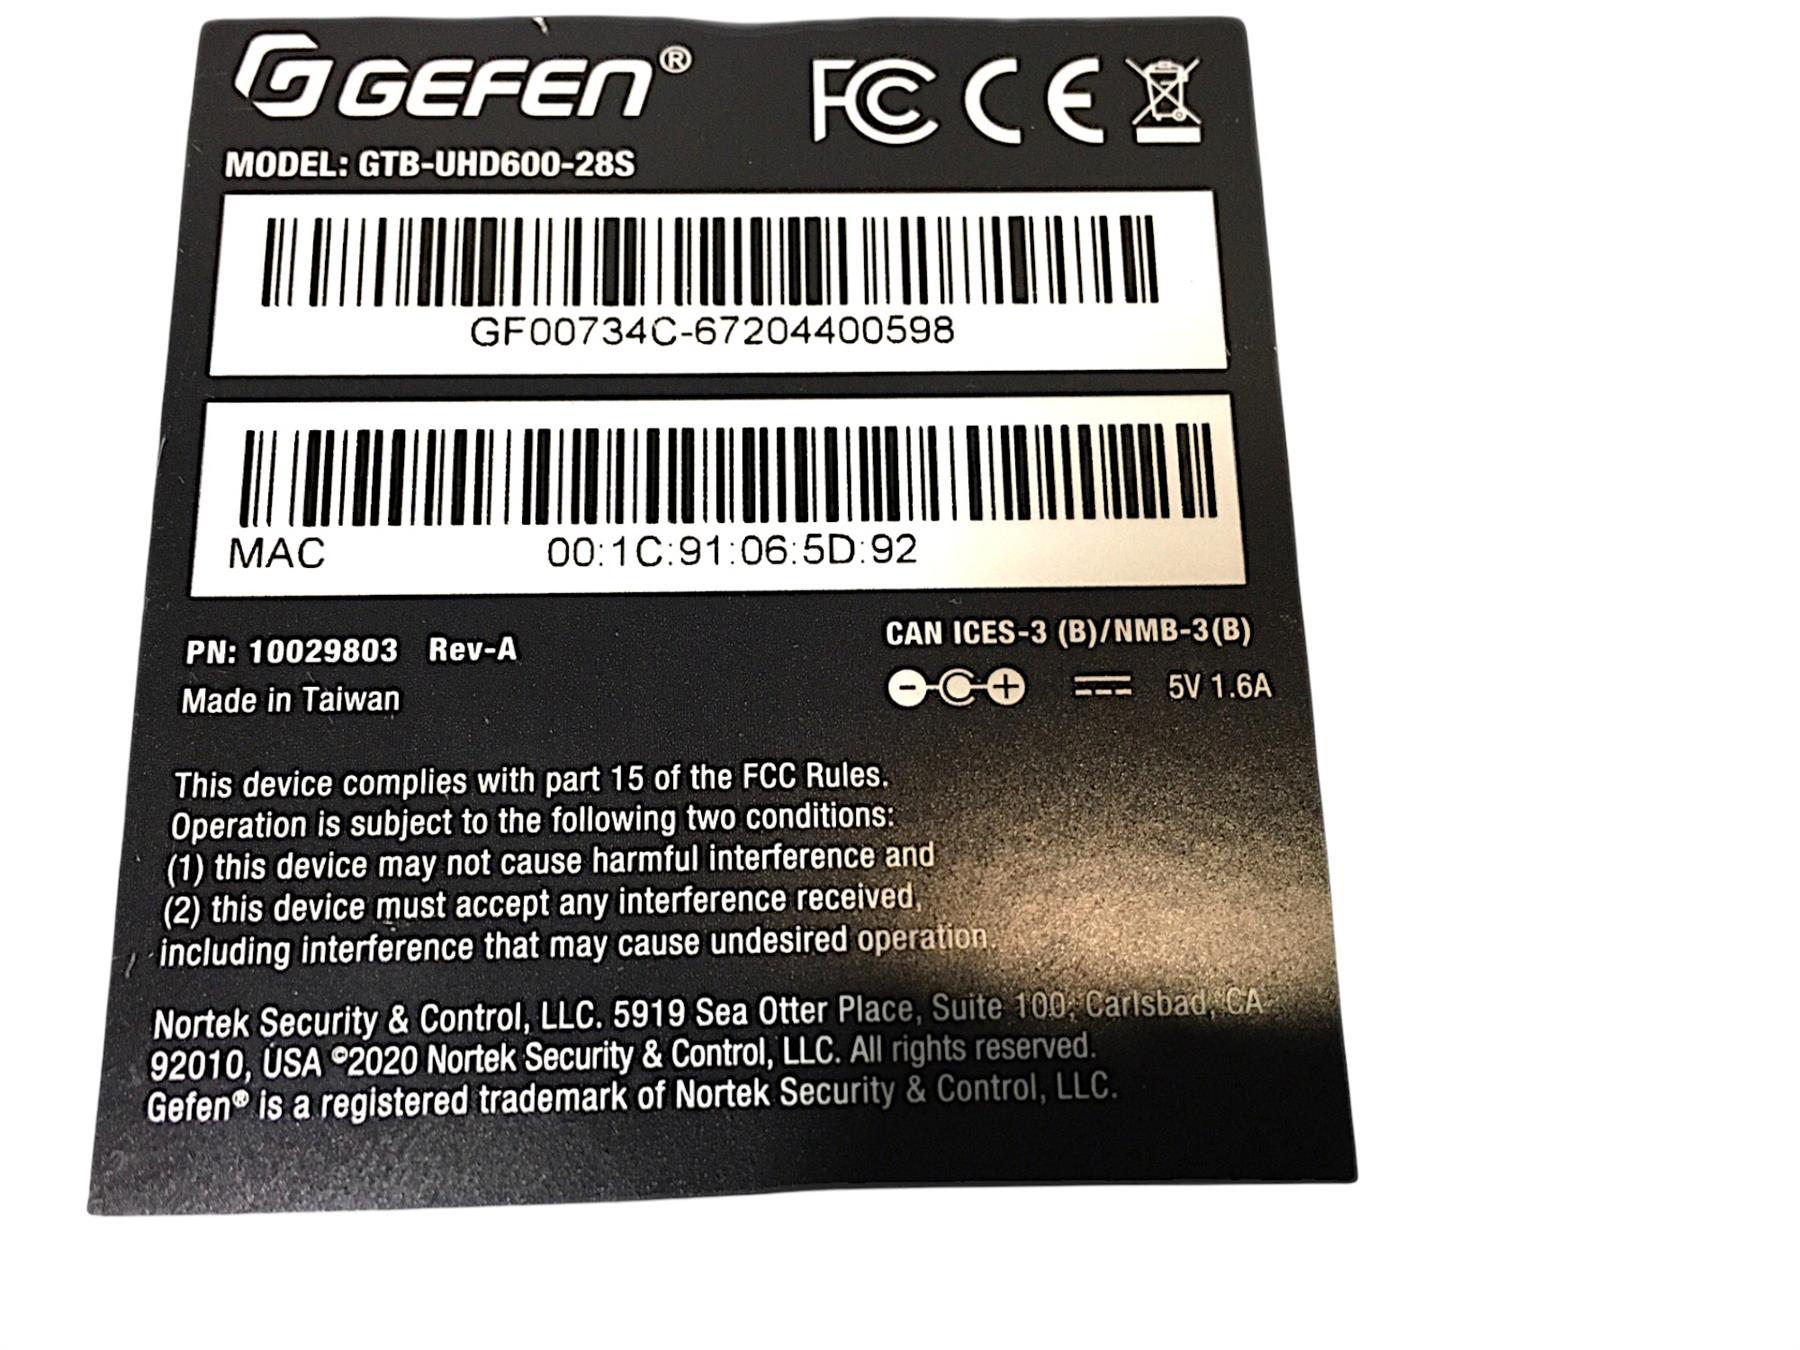 GEFEN®
FC CE
MODEL: GTB-UHD600-28S
GF00734C-67204400598
MAC 00:1C:91:06:5D:92
PN: 10029803 Rev-A
CAN ICES-3 (B)/NMB-3(B)
Made in Taiwan
5V 1.6A
This device complies with part 15 of the FCC Rules.
Operation is subject to the following two conditions:
(1) this device may not cause harmful interference and
(2) this device must accept any interference received,
including interference that may cause undesired operation.
Nortek Security & Control, LLC. 5919 Sea Otter Place, Suite 100, Carlsbad, CA
92010, USA ©2020 Nortek Security & Control, LLC. All rights reserved.
Gefen® is a registered trademark of Nortek Security & Control, LLC.